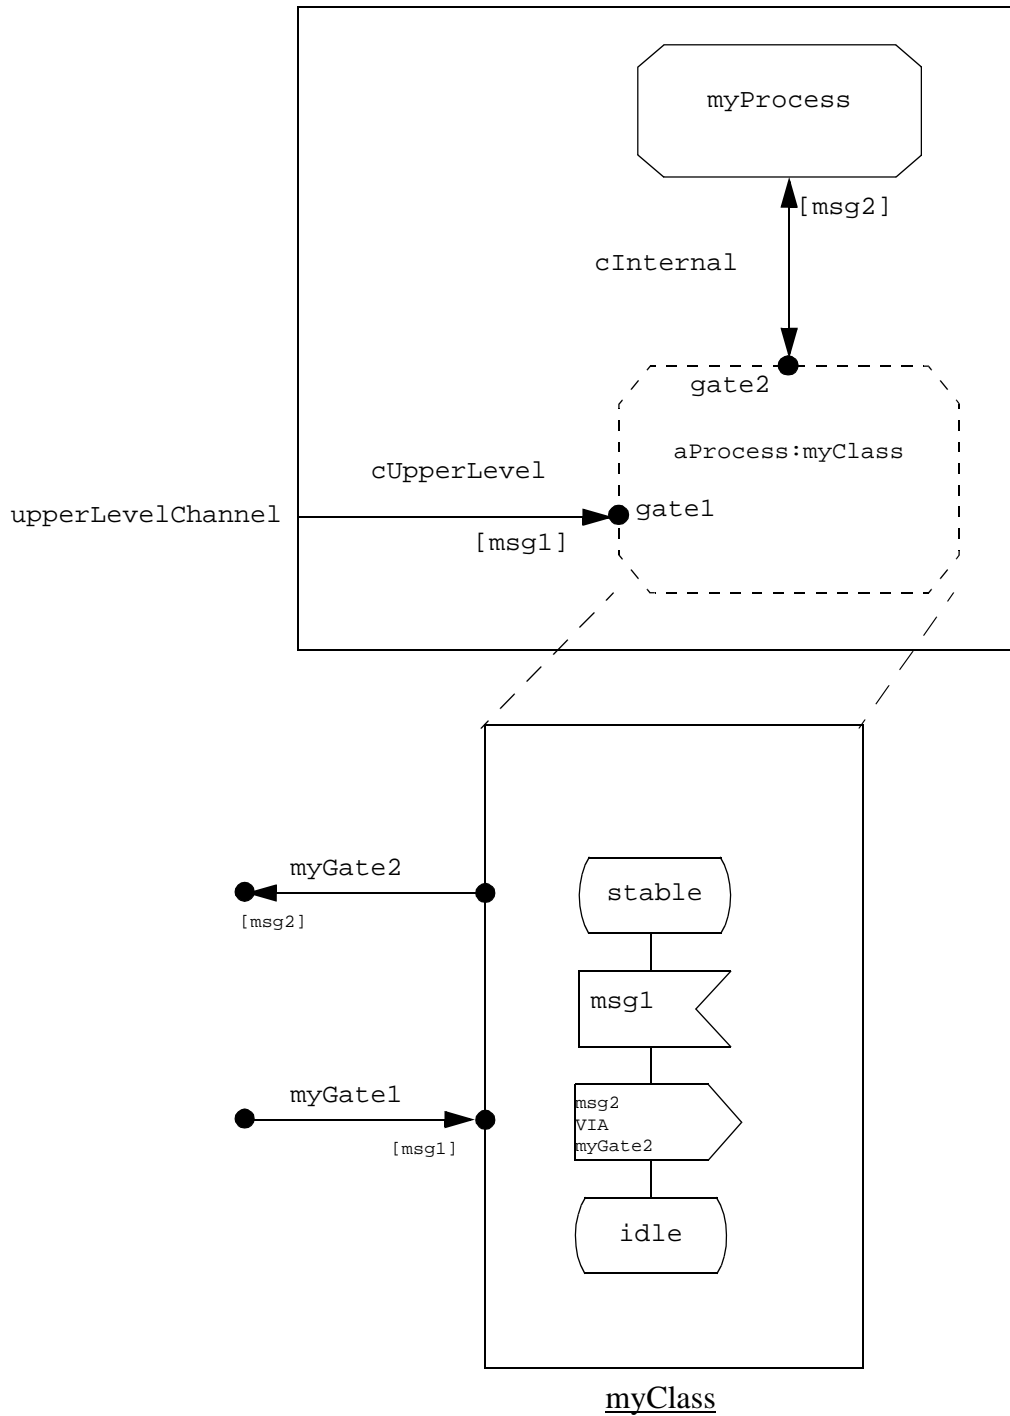 myProcess
[msg2]
cInternal
gate2
aProcess:myClass
cUpperLevel
upperLevelChannel
gate1
[msg1]
myGate2
stable
[msg2]
msg1
myGate1
msg2
VIA
myGate2
[msg1]
idle
myClass